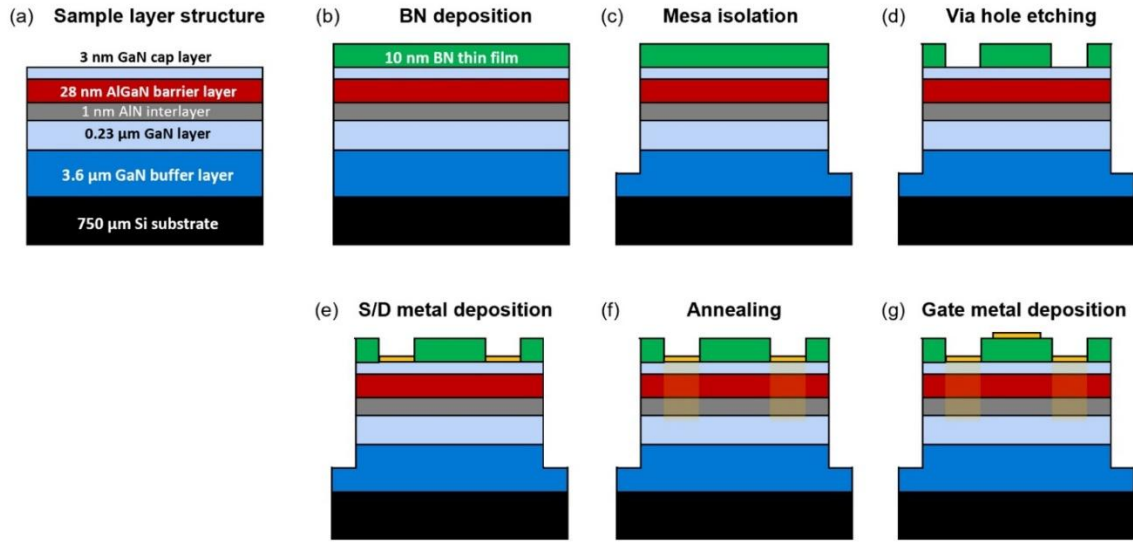 (a) Sample layer structure
3 nm GaN cap layer
28 nm AlGaN barrier layer
1 nm AlN interlayer
0.23 μm GaN layer
3.6 μm GaN buffer layer
750 μm Si substrate
(b) BN deposition
10 nm BN thin film
(c) Mesa isolation
(d) Via hole etching
(e) S/D metal deposition
(f) Annealing
(g) Gate metal deposition